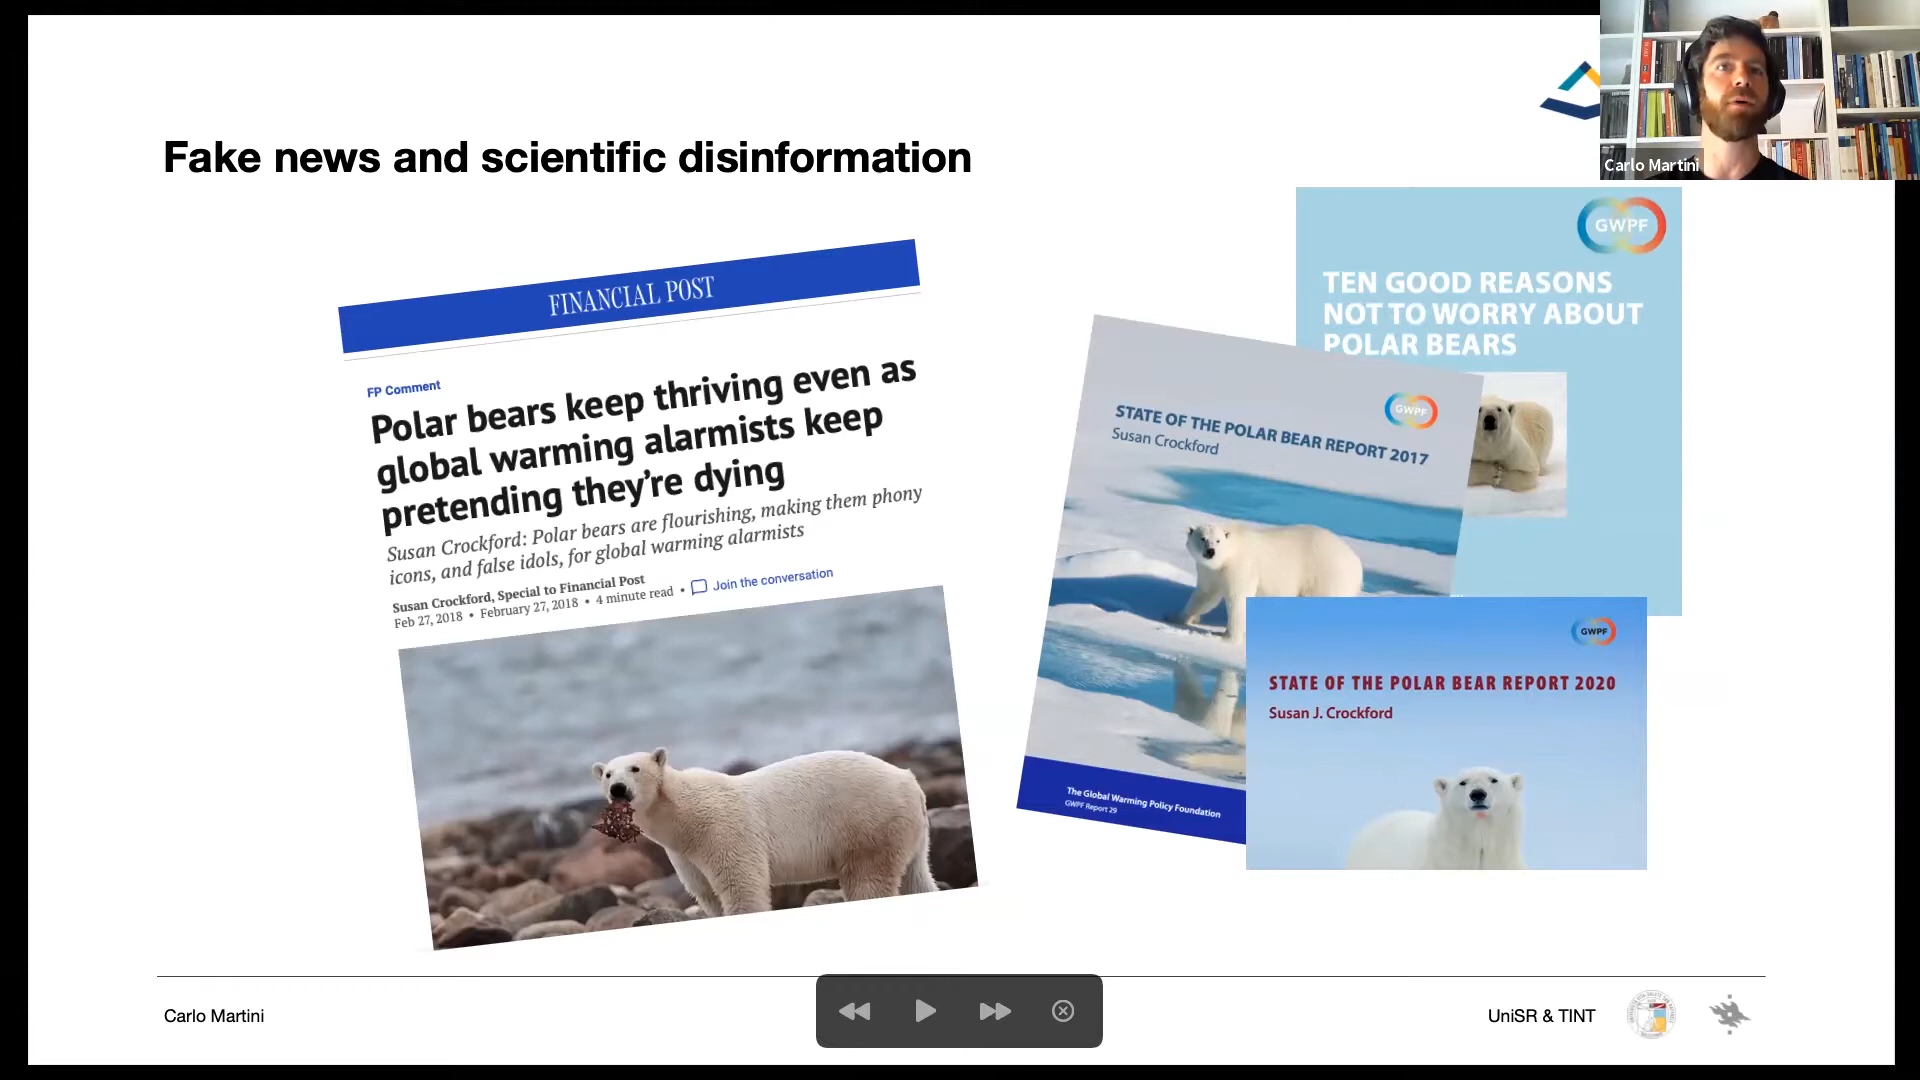 Fake news and scientific disinformation
Carlo Martini
FINANCIAL POST
FP Comment
Polar bears keep thriving even as
global warming alarmists keep
pretending they're dying
Susan Crockford: Polar bears are flourishing, making them phony
icons, and false idols, for global warming alarmists
Susan Crockford, Special to Financial Post
Feb 27, 2018 • February 27, 2018 • 4 minute read • Join the conversation
GWPF
TEN GOOD REASONS
NOT TO WORRY ABOUT
POLAR BEARS
GWPF
STATE OF THE POLAR BEAR REPORT 2017
Susan Crockford
The Global Warming Policy Foundation
GWPF Report 29
GWPF
STATE OF THE POLAR BEAR REPORT 2020
Susan J. Crockford
Carlo Martini
UniSR & TINT